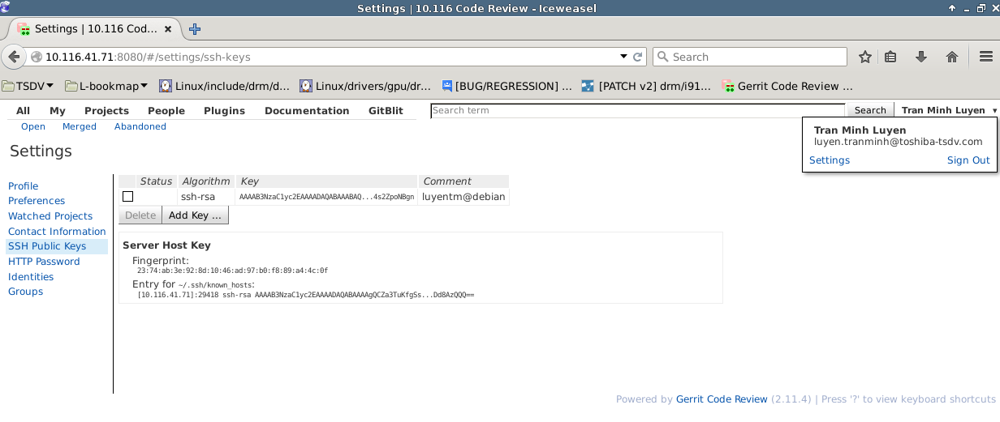 Settings | 10.116 Code Review - Iceweasel
Settings | 10.116 Cod...
10.116.41.71:8080/#/settings/ssh-keys
Search
TSDV
L-bookmap
Linux/include/drm/d...
Linux/drivers/gpu/dr...
[BUG/REGRESSION] ...
[PATCH v2] drm/i91...
Gerrit Code Review ...
All My Projects People Plugins Documentation GitBlit
Search term
Search
Tran Minh Luyen
Open Merged Abandoned
Tran Minh Luyen
luyen.tranminh@toshiba-tsdv.com
Settings Sign Out
Settings
Profile
Preferences
Watched Projects
Contact Information
SSH Public Keys
HTTP Password
Identities
Groups
Status Algorithm Key Comment
ssh-rsa AAAAB3NzaC1yc2EAAAADAQABAAABAQ...4s2ZpoNBgn luyentm@debian
Delete Add Key ...
Server Host Key
Fingerprint:
23:74:ab:3e:92:8d:10:46:ad:97:b0:f8:89:a4:4c:0f
Entry for ~/.ssh/known_hosts:
[10.116.41.71]:29418 ssh-rsa AAAAB3NzaC1yc2EAAAADAQABAAAAgQCZa3TuKfgSs...Dd8AzQQQ==
Powered by Gerrit Code Review (2.11.4) | Press '?' to view keyboard shortcuts